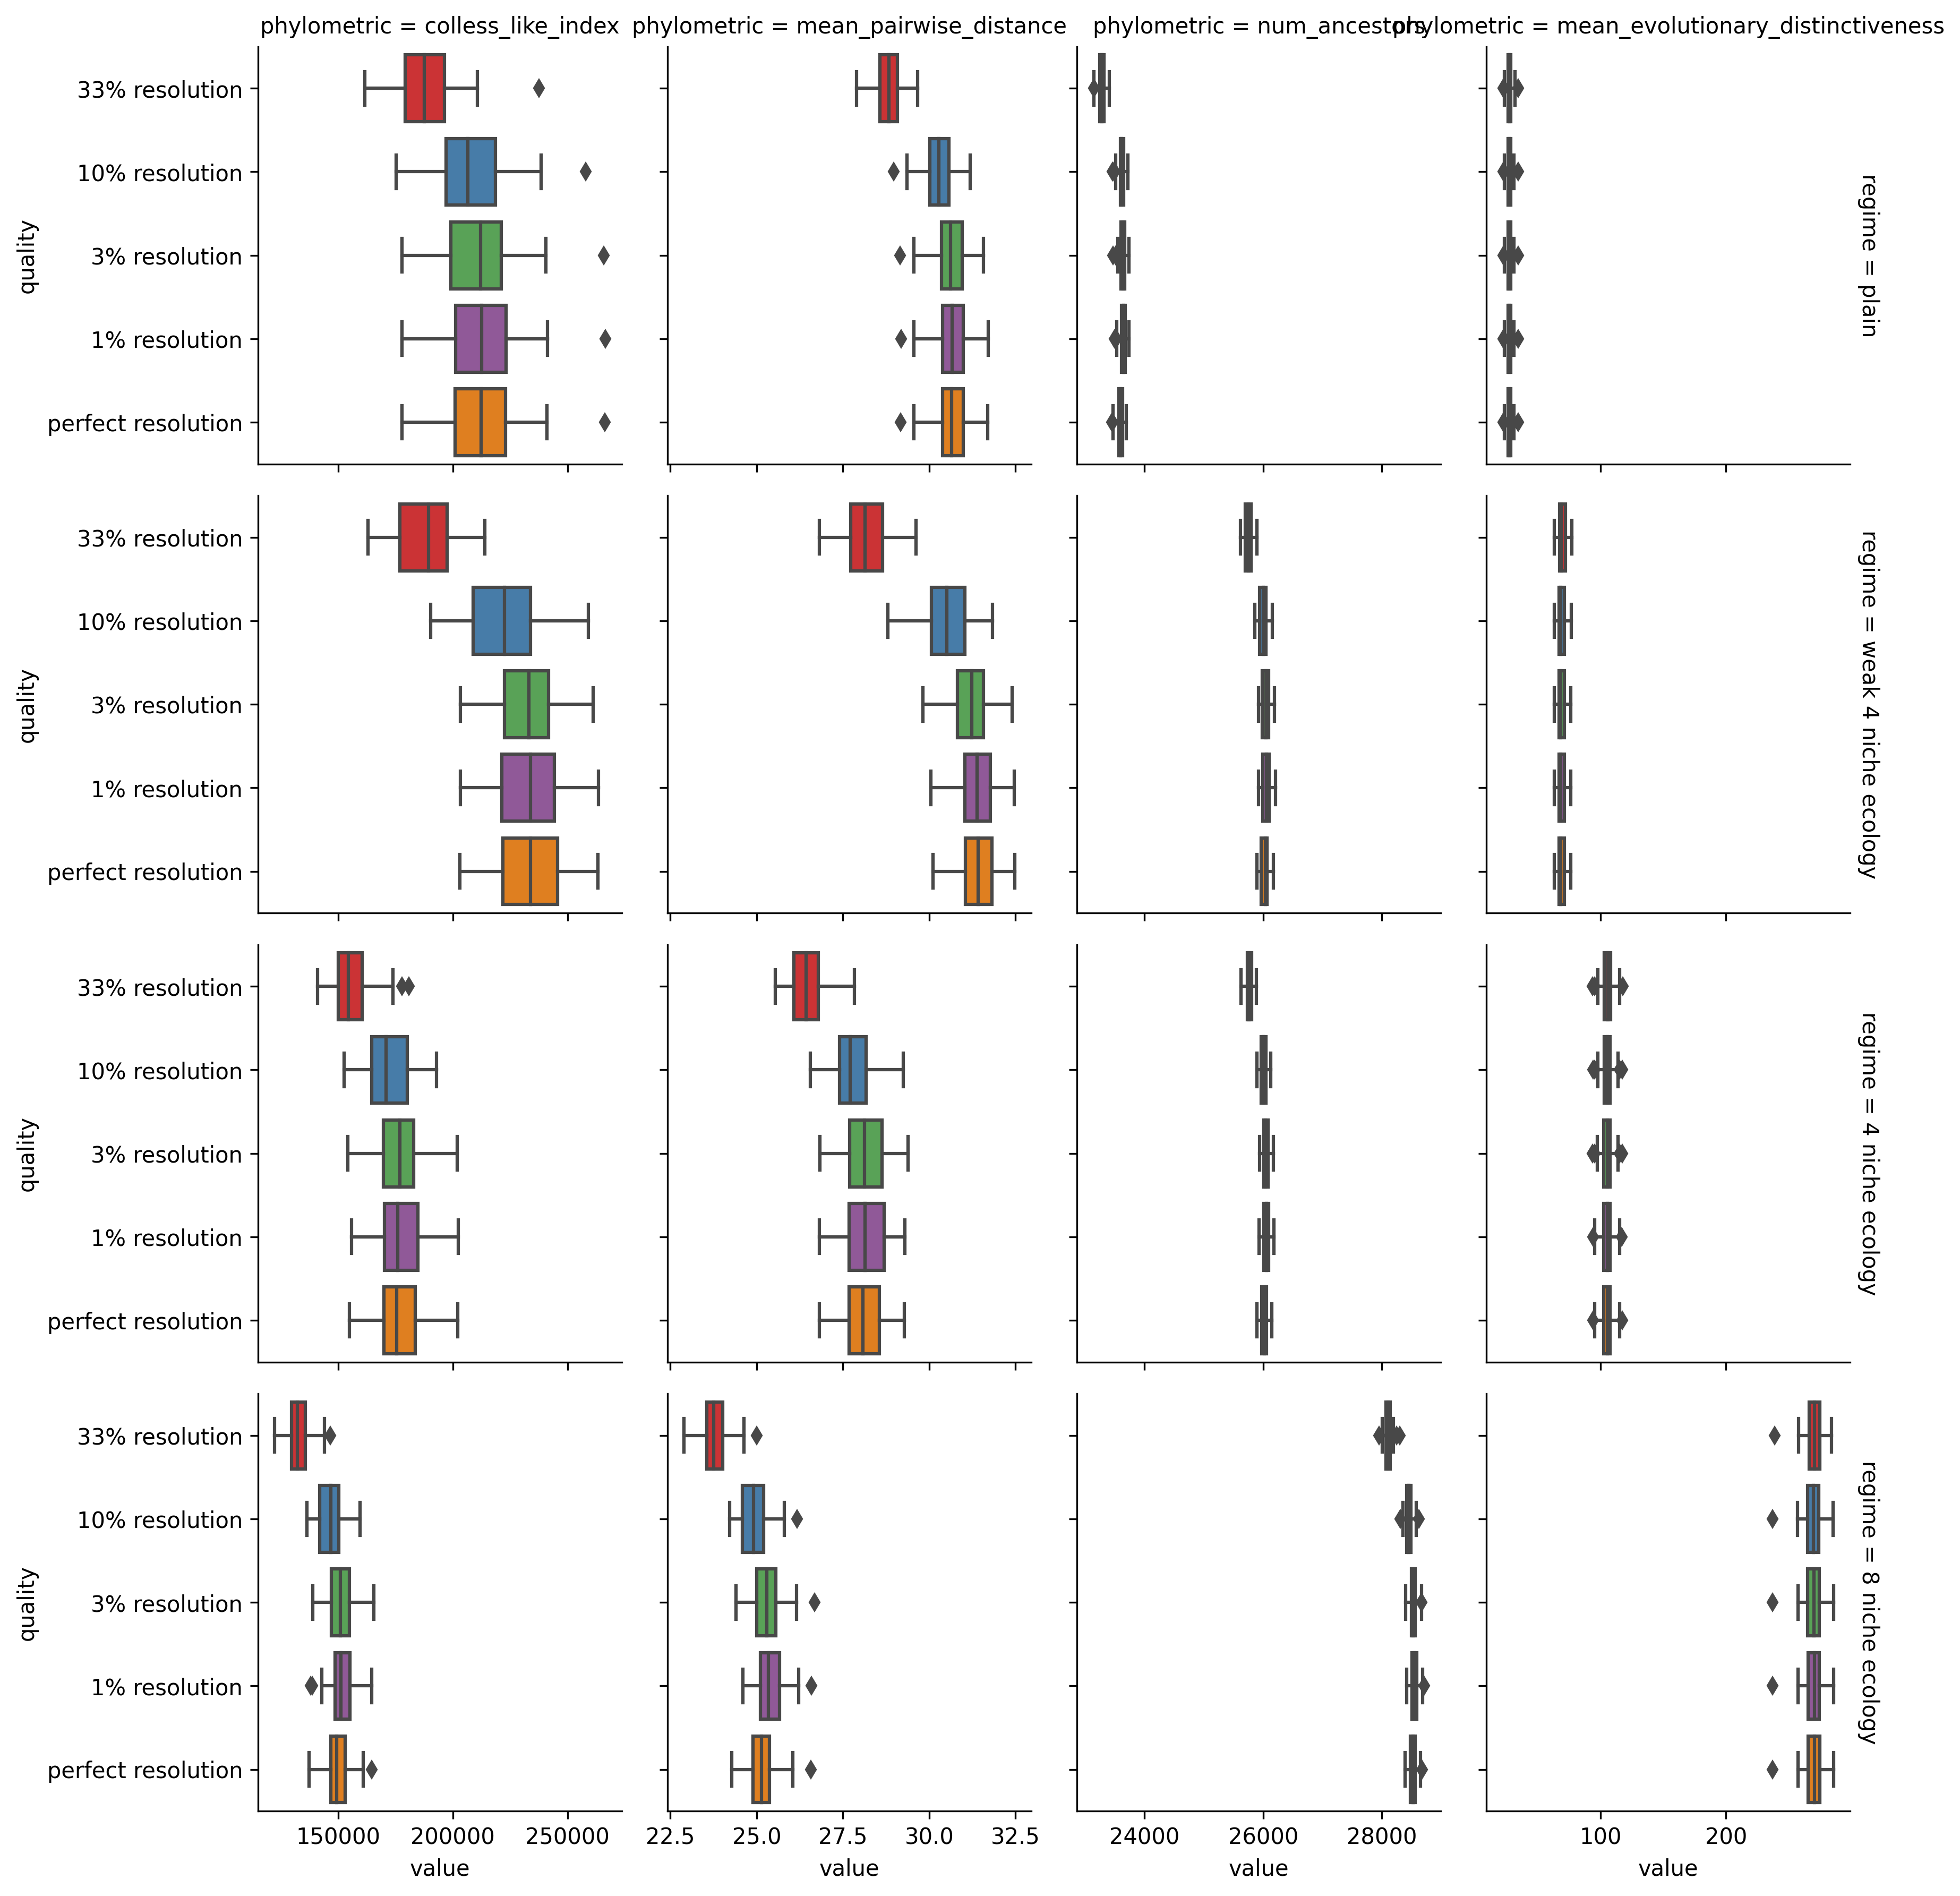 phylometric = colless_like_index
phylometric = mean_pairwise_distance
phylometric = num_ancestors
phylometric = mean_evolutionary_distinctiveness
quality
33% resolution
10% resolution
3% resolution
1% resolution
perfect resolution
regime = plain
quality
33% resolution
10% resolution
3% resolution
1% resolution
perfect resolution
regime = weak 4 niche ecology
quality
33% resolution
10% resolution
3% resolution
1% resolution
perfect resolution
regime = 4 niche ecology
quality
33% resolution
10% resolution
3% resolution
1% resolution
perfect resolution
regime = 8 niche ecology
150000 200000 250000
value
22.5 25.0 27.5 30.0 32.5
value
24000 26000 28000
value
100 200
value